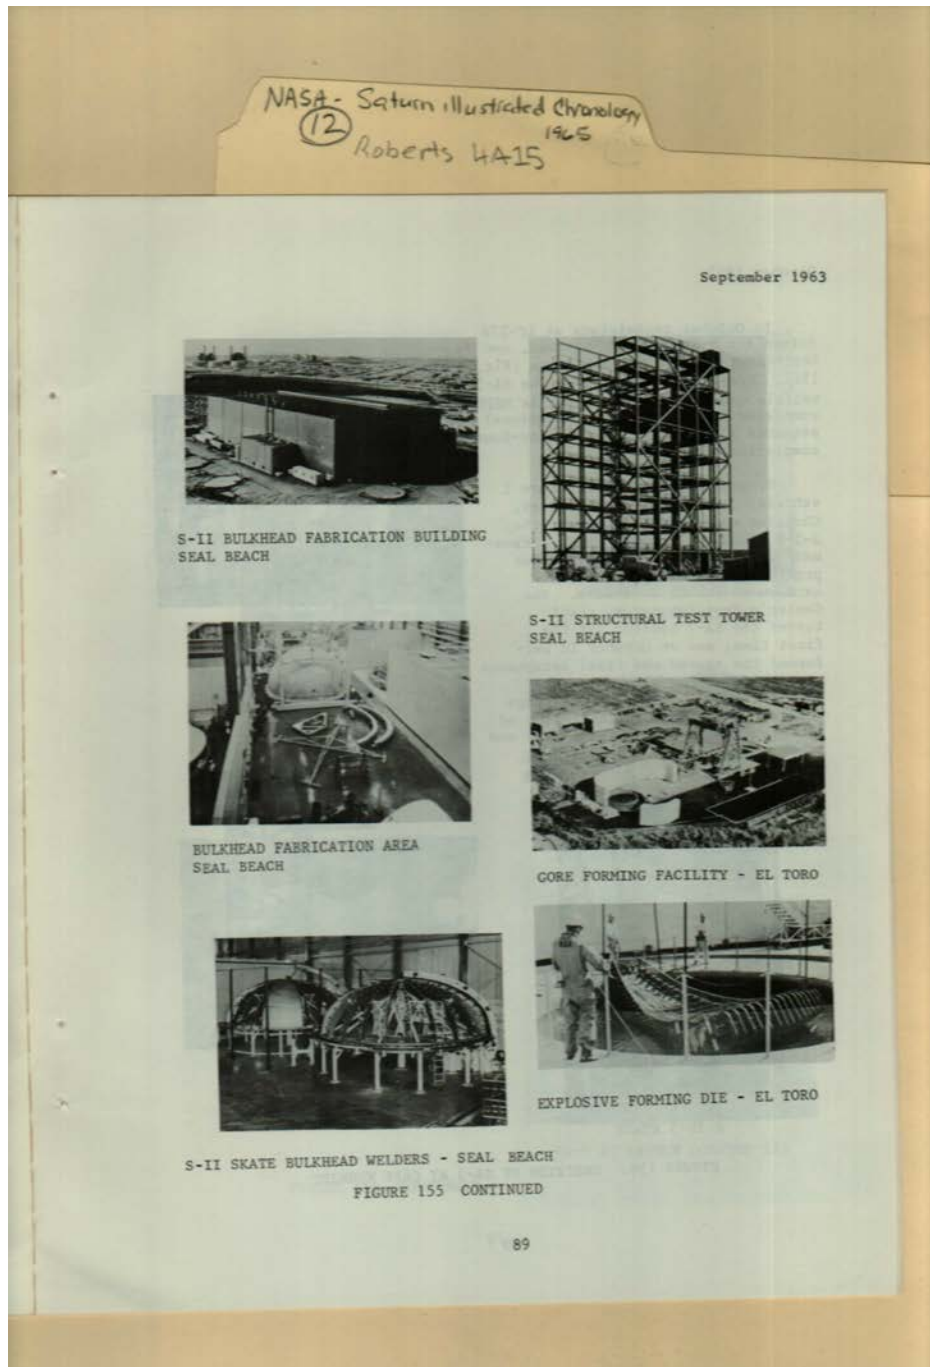 NASA - Saturn illustrated Chronology
12
1965
Roberts 4A15
September 1963
S-II BULKHEAD FABRICATION BUILDING
SEAL BEACH
S-II STRUCTURAL TEST TOWER
SEAL BEACH
BULKHEAD FABRICATION AREA
SEAL BEACH
GORE FORMING FACILITY - EL TORO
EXPLOSIVE FORMING DIE - EL TORO
S-II SKATE BULKHEAD WELDERS - SEAL BEACH
FIGURE 155 CONTINUED
89